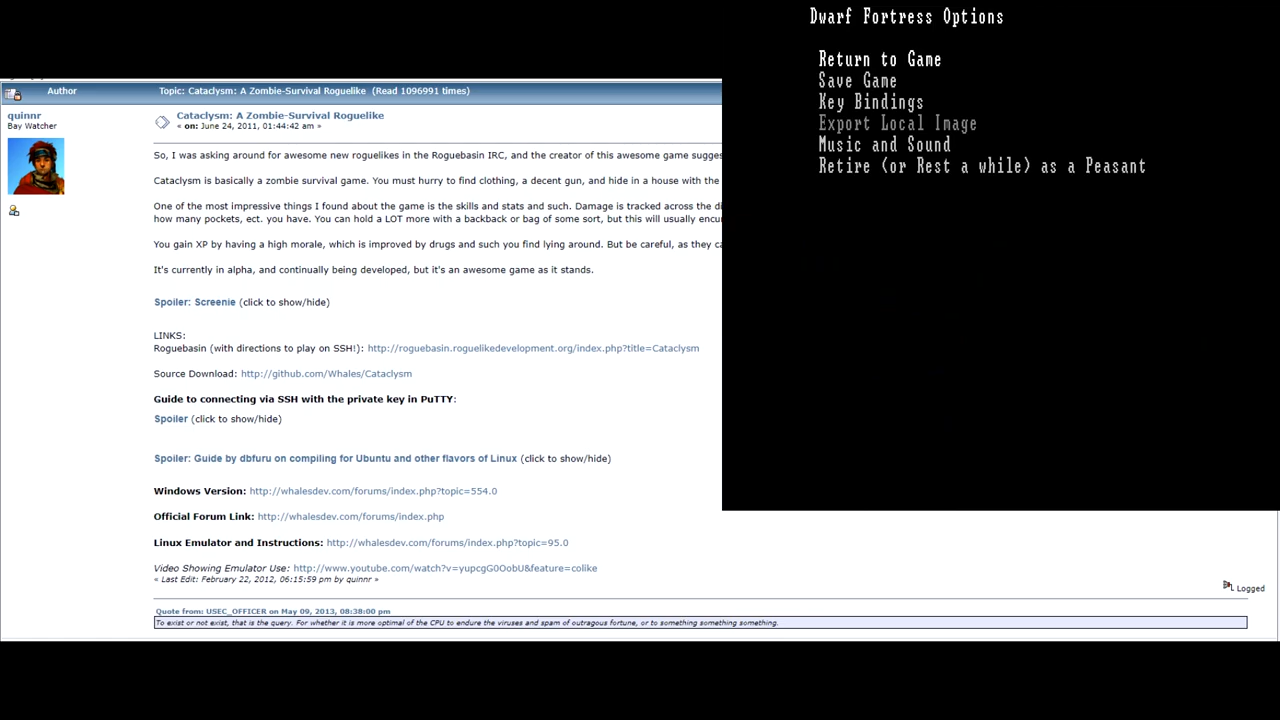 Dwarf Fortress Options
Return to Game
Save Game
Key Bindings
Export Local Image
Music and Sound
Retire (or Rest a while) as a Peasant
Author
Topic: Cataclysm: A Zombie-Survival Roguelike (Read 1096991 times)
quinnr
Bay Watcher
Cataclysm: A Zombie-Survival Roguelike
« on: June 24, 2011, 01:44:42 am »
So, I was asking around for awesome new roguelikes in the Roguebasin IRC, and the creator of this awesome game sugges
Cataclysm is basically a zombie survival game. You must hurry to find clothing, a decent gun, and hide in a house with the
One of the most impressive things I found about the game is the skills and stats and such. Damage is tracked across the di
how many pockets, ect. you have. You can hold a LOT more with a backback or bag of some sort, but this will usually encu
You gain XP by having a high morale, which is improved by drugs and such you find lying around. But be careful, as they ca
It's currently in alpha, and continually being developed, but it's an awesome game as it stands.
Spoiler: Screenie (click to show/hide)
LINKS:
Roguebasin (with directions to play on SSH!): http://roguebasin.roguelikedevelopment.org/index.php?title=Cataclysm
Source Download: http://github.com/Whales/Cataclysm
Guide to connecting via SSH with the private key in PuTTY:
Spoiler (click to show/hide)
Spoiler: Guide by dbfuru on compiling for Ubuntu and other flavors of Linux (click to show/hide)
Windows Version: http://whalesdev.com/forums/index.php?topic=554.0
Official Forum Link: http://whalesdev.com/forums/index.php
Linux Emulator and Instructions: http://whalesdev.com/forums/index.php?topic=95.0
Video Showing Emulator Use: http://www.youtube.com/watch?v=yupcgG0OobU&feature=colike
« Last Edit: February 22, 2012, 06:15:59 pm by quinnr »
Logged
Quote from: USEC_OFFICER on May 09, 2013, 08:38:00 pm
To exist or not exist, that is the query. For whether it is more optimal of the CPU to endure the viruses and spam of outragous fortune, or to something something something.